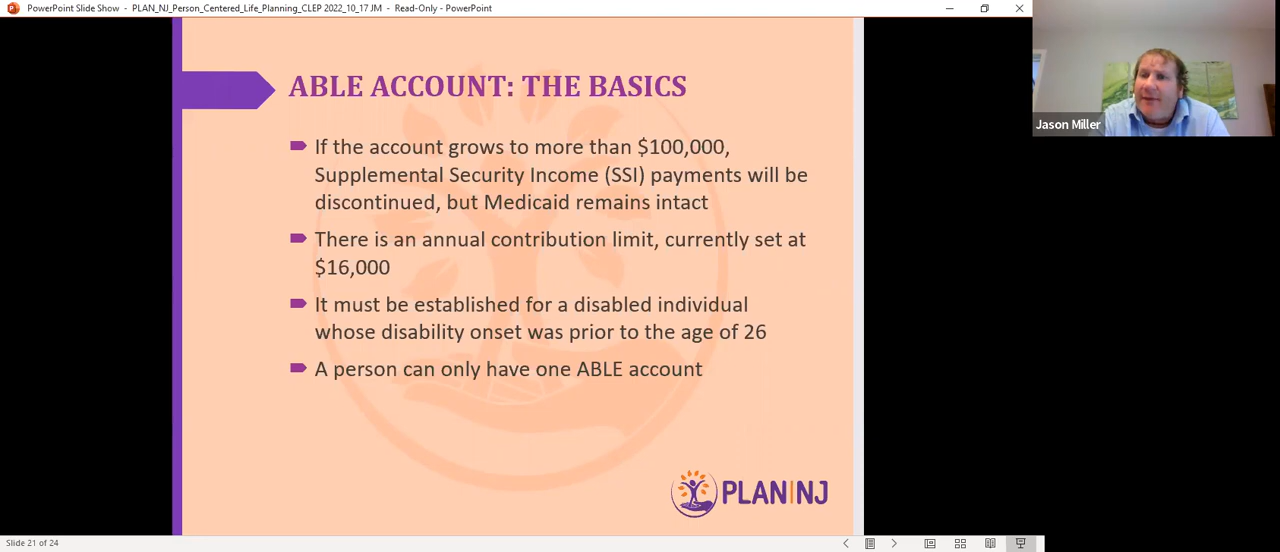 PowerPoint Slide Show - PLAN_NJ_Person_Centered_Life_Planning_CLEP 2022_10_17 JM - Read-Only - PowerPoint
Jason Miller
ABLE ACCOUNT: THE BASICS
If the account grows to more than $100,000,
Supplemental Security Income (SSI) payments will be
discontinued, but Medicaid remains intact
There is an annual contribution limit, currently set at
$16,000
It must be established for a disabled individual
whose disability onset was prior to the age of 26
A person can only have one ABLE account
PLAN|NJ
Slide 21 of 24